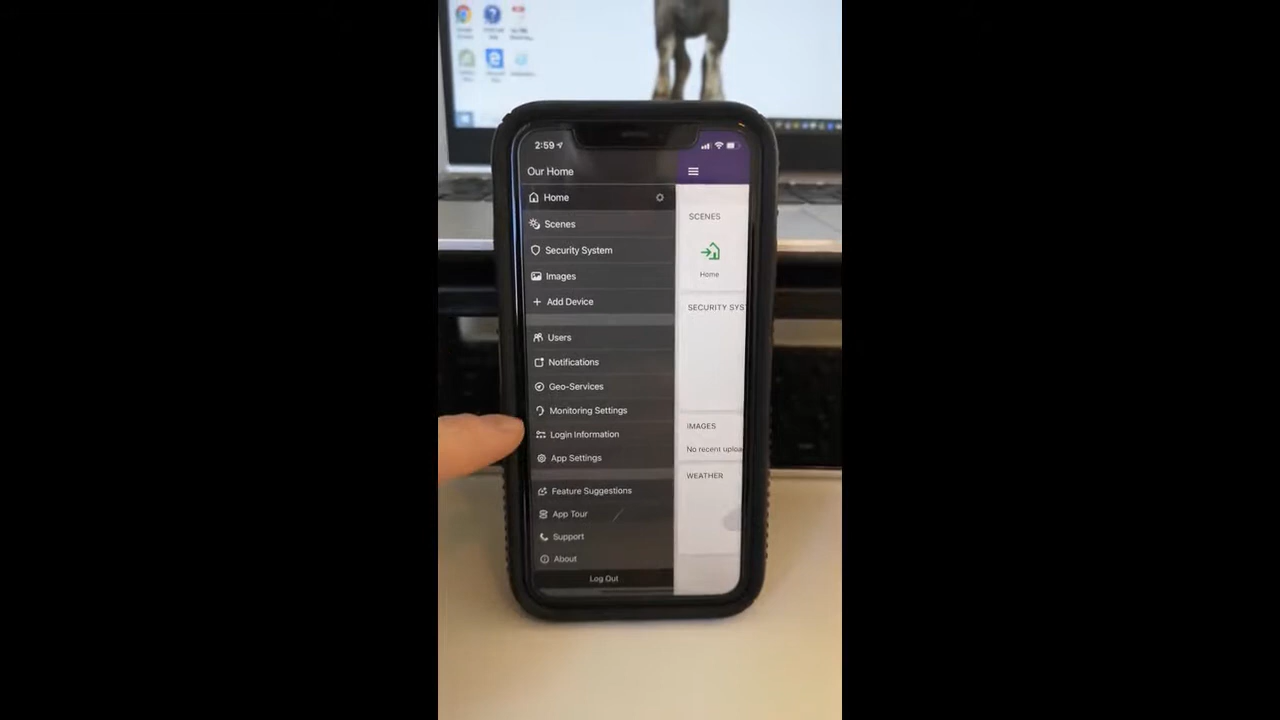 2:59
Our Home
Home
Scenes
Security System
Images
Add Device
Users
Notifications
Geo-Services
Monitoring Settings
Login Information
App Settings
Feature Suggestions
App Tour
Support
About
Log Out
SCENES
Home
SECURITY SYS
IMAGES
No recent uploa
WEATHER